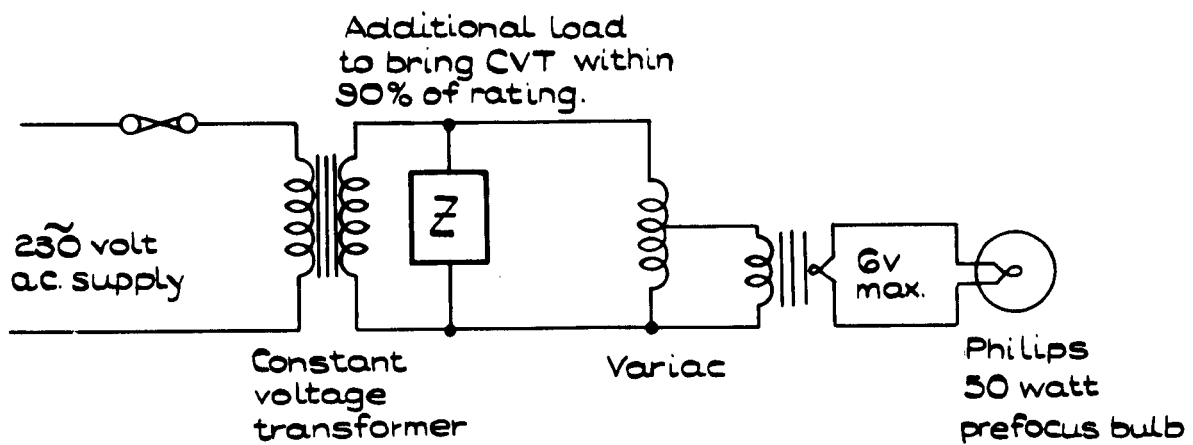 Additional load
to bring CVT within
90% of rating.
Z
230 volt
a.c. supply
6v
max.
Constant
voltage
transformer
Variac
Philips
50 watt
prefocus bulb